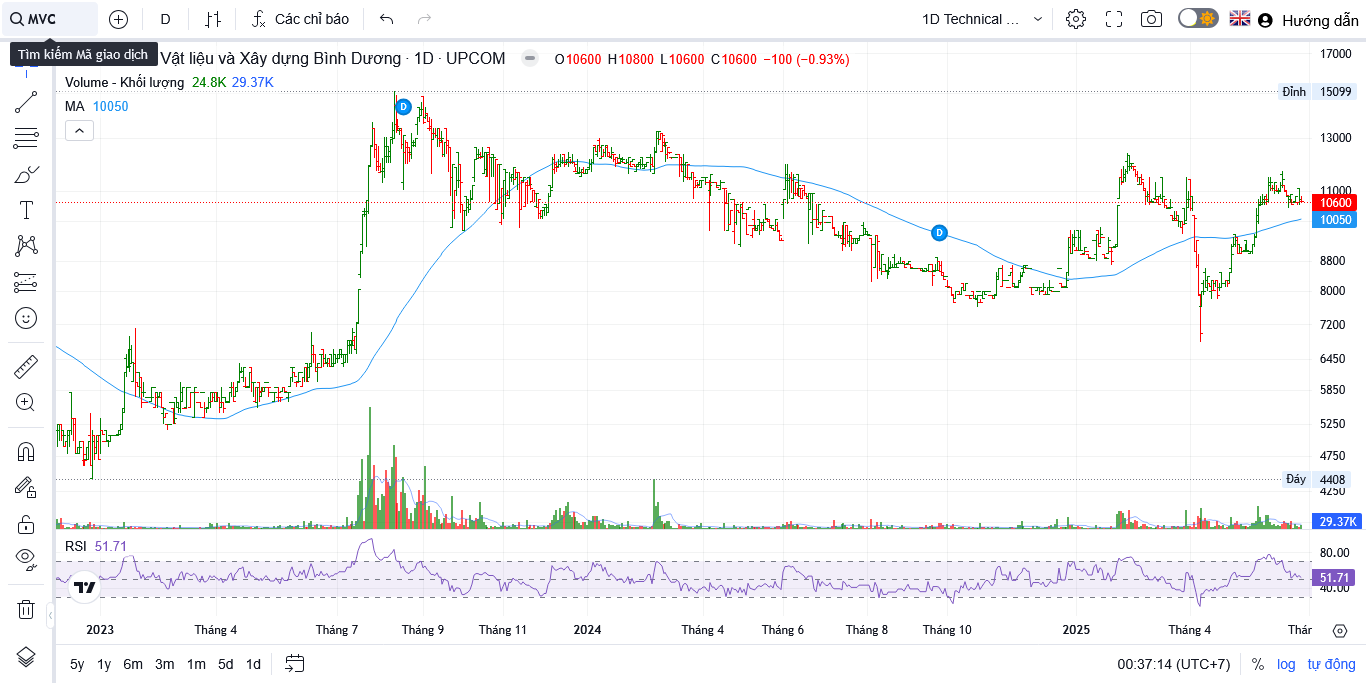 MVC
D
Các chỉ báo
1D Technical ...
Hướng dẫn
Tìm kiếm Mã giao dịch
Vật liệu và Xây dựng Bình Dương · 1D · UPCOM
O10600 H10800 L10600 C10600 −100 (−0.93%)
Volume - Khối lượng 24.8K 29.37K
MA 10050
D
D
17000
Đỉnh 15099
13000
11000
10600
10050
8800
8000
7200
6450
5850
5250
4750
Đáy 4408
4250
29.37K
RSI 51.71
80.00
51.71
40.00
2023 Tháng 4 Tháng 7 Tháng 9 Tháng 11 2024 Tháng 4 Tháng 6 Tháng 8 Tháng 10 2025 Tháng 4 Thár
5y 1y 6m 3m 1m 5d 1d
00:37:14 (UTC+7) % log tự động